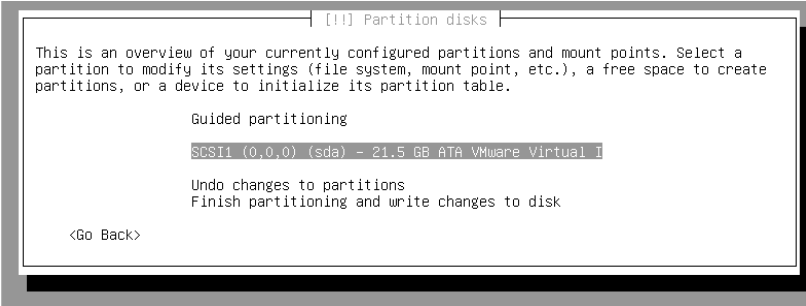 [!!] Partition disks
This is an overview of your currently configured partitions and mount points. Select a
partition to modify its settings (file system, mount point, etc.), a free space to create
partitions, or a device to initialize its partition table.
Guided partitioning
SCSI1 (0,0,0) (sda) - 21.5 GB ATA VMware Virtual I
Undo changes to partitions
Finish partitioning and write changes to disk
<Go Back>